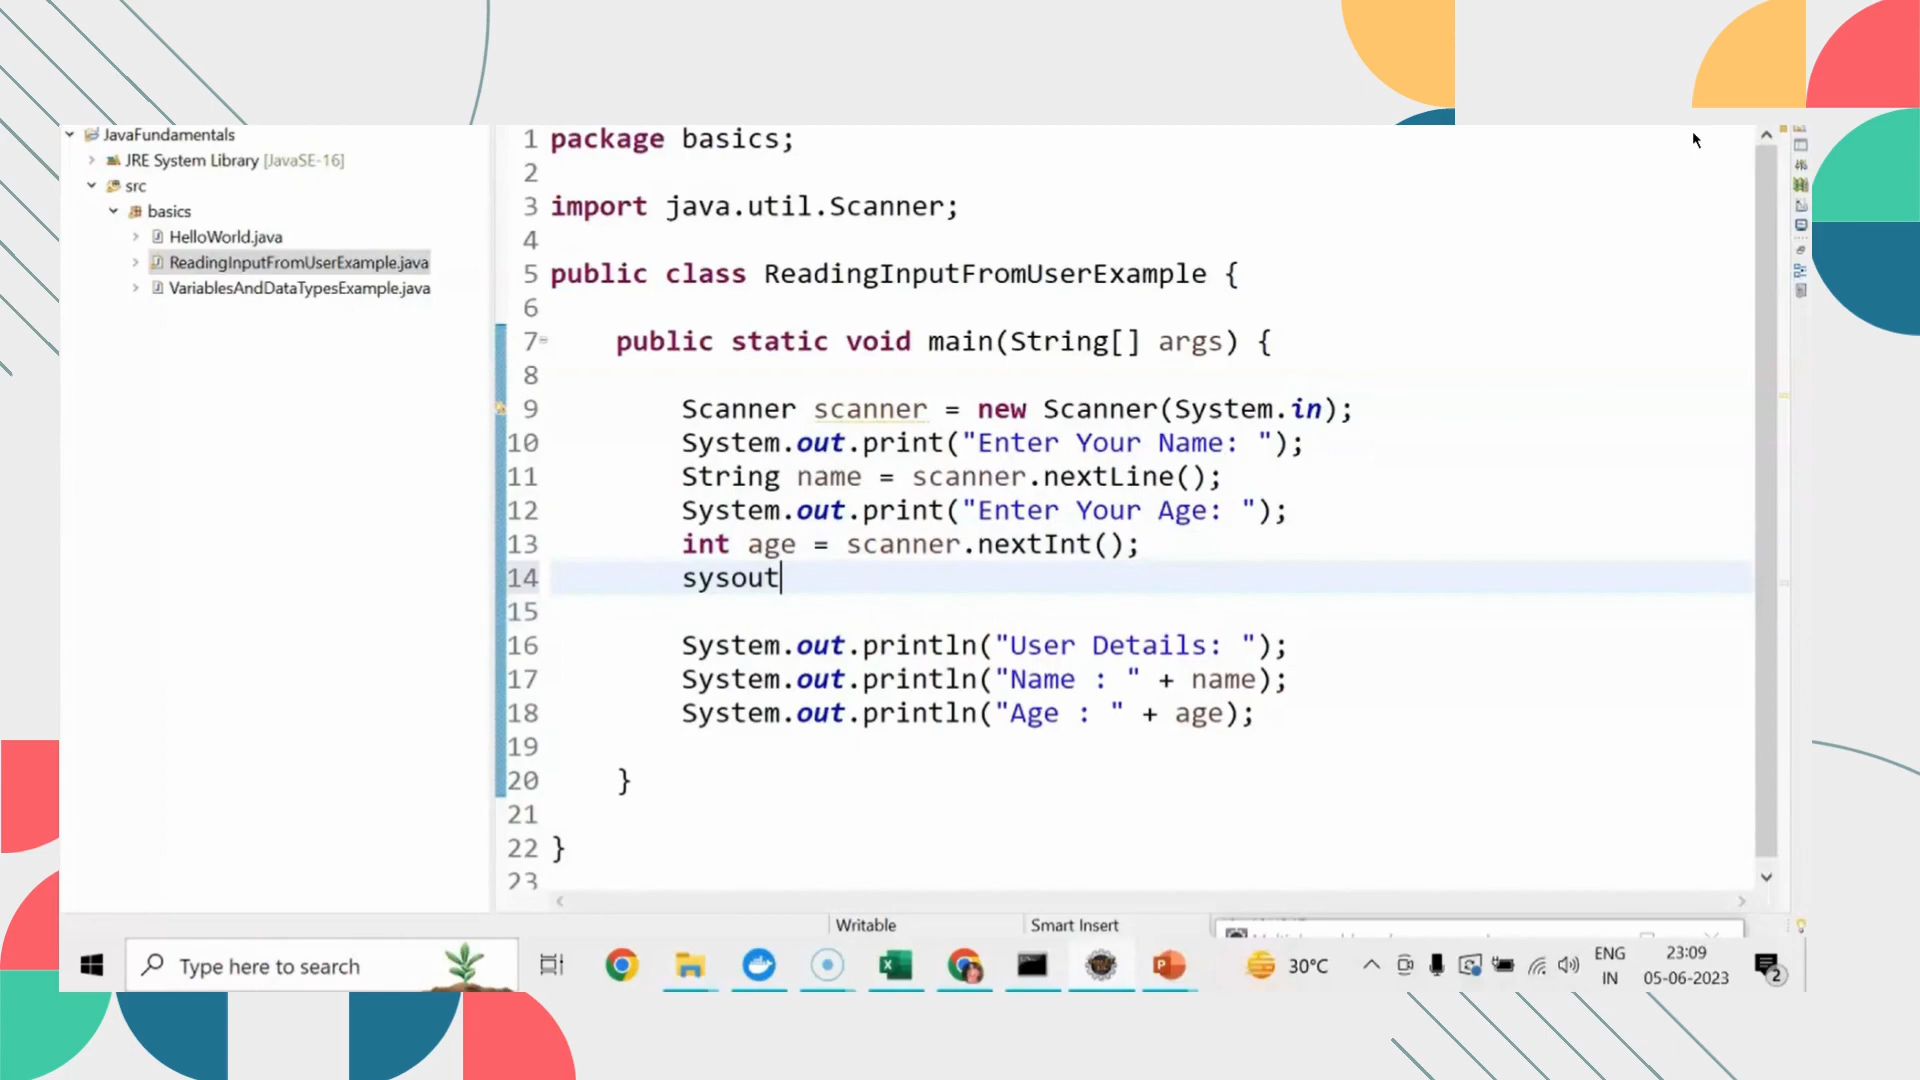 JavaFundamentals
JRE System Library [JavaSE-16]
src
basics
HelloWorld.java
ReadingInputFromUserExample.java
VariablesAndDataTypesExample.java
1 package basics;
2
3 import java.util.Scanner;
4
5 public class ReadingInputFromUserExample {
6
7 public static void main(String[] args) {
8
9 Scanner scanner = new Scanner(System.in);
10 System.out.print("Enter Your Name: ");
11 String name = scanner.nextLine();
12 System.out.print("Enter Your Age: ");
13 int age = scanner.nextInt();
14 sysout
15
16 System.out.println("User Details: ");
17 System.out.println("Name : " + name);
18 System.out.println("Age : " + age);
19
20 }
21
22 }
23
Writable Smart Insert
Type here to search
30°C
ENG
IN
23:09
05-06-2023
2